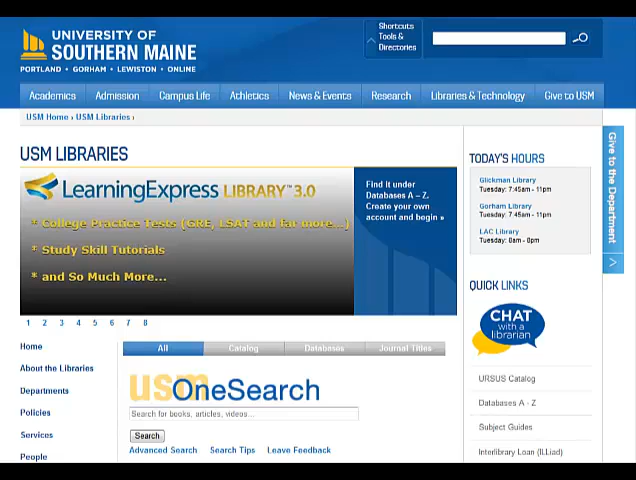 UNIVERSITY OF
SOUTHERN MAINE
PORTLAND • GORHAM • LEWISTON • ONLINE
Shortcuts
Tools &
Directories
Academics Admission Campus Life Athletics News & Events Research Libraries & Technology Give to USM
USM Home › USM Libraries ›
USM LIBRARIES
LearningExpress LIBRARY™ 3.0
* College Practice Tests (GRE, LSAT and far more...)
* Study Skill Tutorials
* and So Much More...
Find it under
Databases A – Z.
Create your own
account and begin »
1 2 3 4 5 6 7 8
TODAY'S HOURS
Glickman Library
Tuesday: 7:45am - 11pm
Gorham Library
Tuesday: 7:45am - 11pm
LAC Library
Tuesday: 8am - 8pm
Give to the Department
QUICK LINKS
CHAT
with a
librarian
URSUS Catalog
Databases A - Z
Subject Guides
Interlibrary Loan (ILLiad)
Home
About the Libraries
Departments
Policies
Services
People
All Catalog Databases Journal Titles
usm OneSearch
Search for books, articles, videos...
Search
Advanced Search Search Tips Leave Feedback